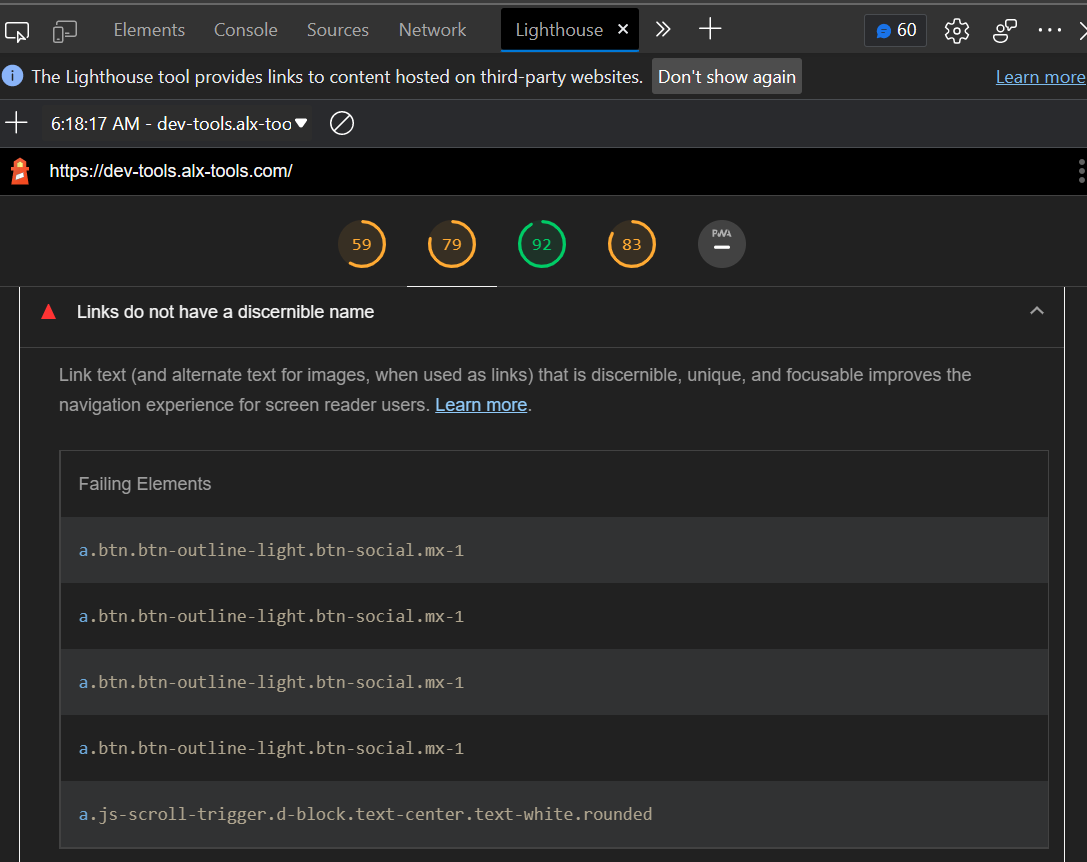 Elements Console Sources Network Lighthouse 60
The Lighthouse tool provides links to content hosted on third-party websites. Don't show again Learn more
6:18:17 AM - dev-tools.alx-too
https://dev-tools.alx-tools.com/
59 79 92 83 PWA
Links do not have a discernible name
Link text (and alternate text for images, when used as links) that is discernible, unique, and focusable improves the
navigation experience for screen reader users. Learn more.
Failing Elements
a.btn.btn-outline-light.btn-social.mx-1
a.btn.btn-outline-light.btn-social.mx-1
a.btn.btn-outline-light.btn-social.mx-1
a.btn.btn-outline-light.btn-social.mx-1
a.js-scroll-trigger.d-block.text-center.text-white.rounded